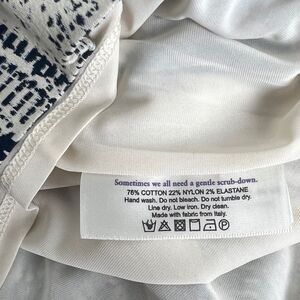 Sometimes we all need a gentle scrub-down.
76% COTTON 22% NYLON 2% ELASTANE
Hand wash. Do not bleach. Do not tumble dry.
Line dry. Low iron. Dry clean.
Made with fabric from Italy.